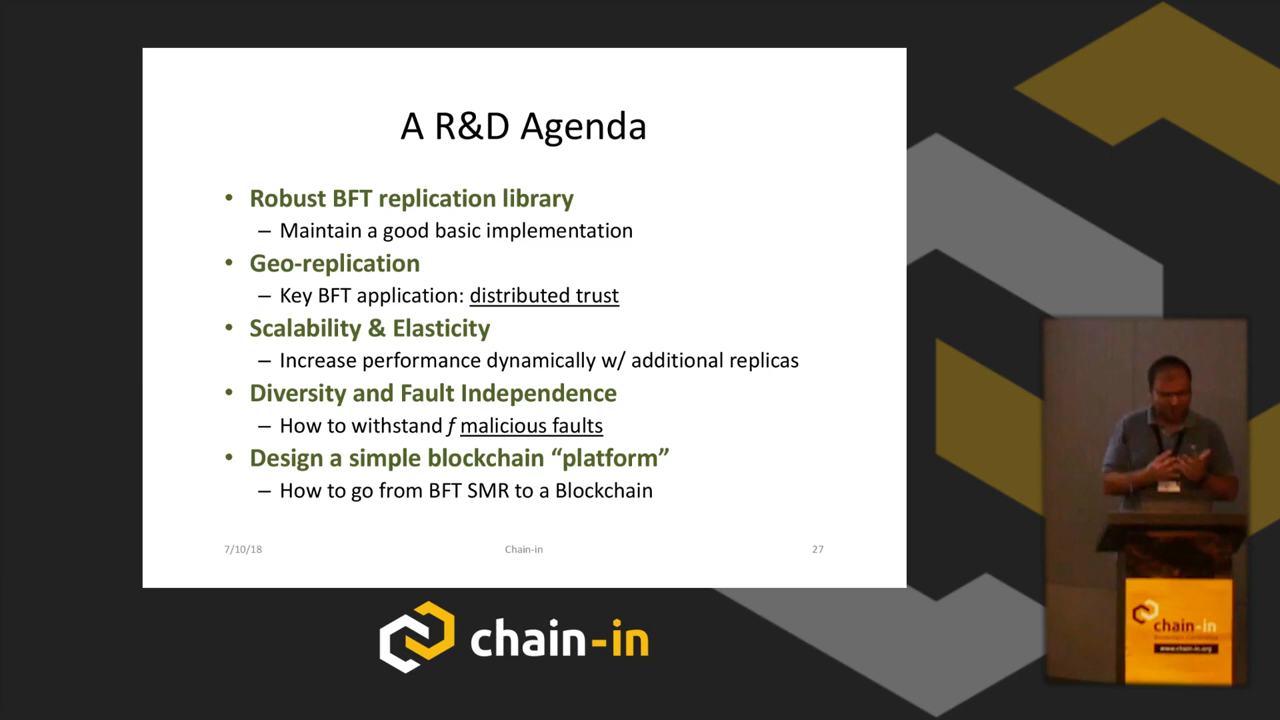 A R&D Agenda
• Robust BFT replication library
– Maintain a good basic implementation
• Geo-replication
– Key BFT application: distributed trust
• Scalability & Elasticity
– Increase performance dynamically w/ additional replicas
• Diversity and Fault Independence
– How to withstand f malicious faults
• Design a simple blockchain “platform”
– How to go from BFT SMR to a Blockchain
7/10/18 Chain-in 27
chain-in
chain-in
www.chain-in.org